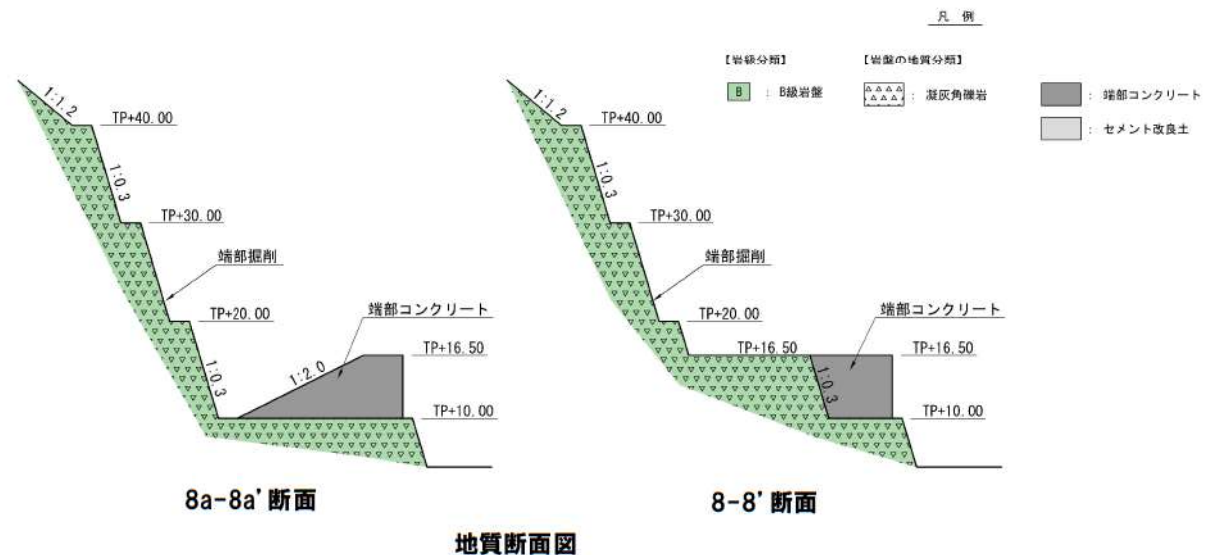 凡 例
【岩級分類】
B : B級岩盤
【岩盤の地質分類】
: 凝灰角礫岩
: 端部コンクリート
: セメント改良土
1:1.2
TP+40.00
1:0.3
TP+30.00
端部掘削
TP+20.00
端部コンクリート
TP+16.50
1:2.0
1:0.3
TP+10.00
8a-8a'断面
1:1.2
TP+40.00
1:0.3
TP+30.00
端部掘削
TP+20.00
端部コンクリート
TP+16.50
TP+16.50
1:0.3
TP+10.00
8-8'断面
地質断面図